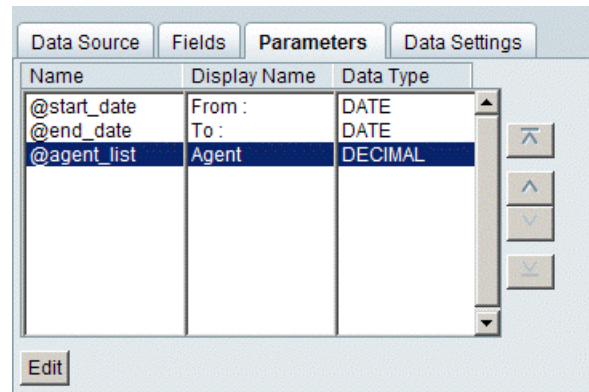 Data Source Fields Parameters Data Settings
Name Display Name Data Type
@start_date From : DATE
@end_date To : DATE
@agent_list Agent DECIMAL
Edit